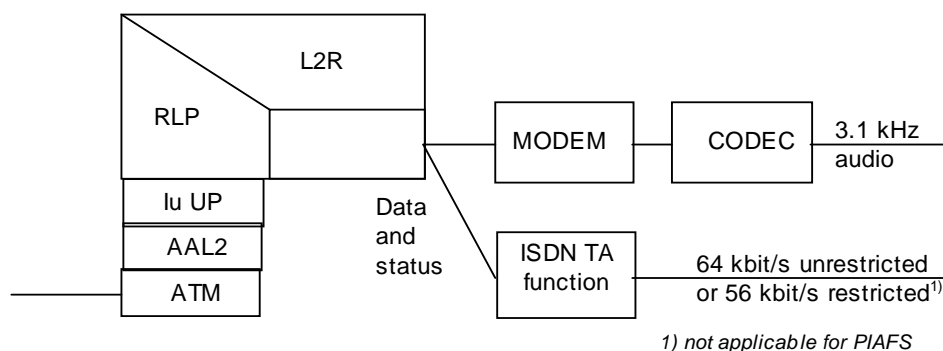 L2R
RLP
MODEM
CODEC
3.1 kHz
audio
Iu UP
AAL2
ATM
Data
and
status
ISDN TA
function
64 kbit/s unrestricted
or 56 kbit/s restricted1)
1) not applicable for PIAFS